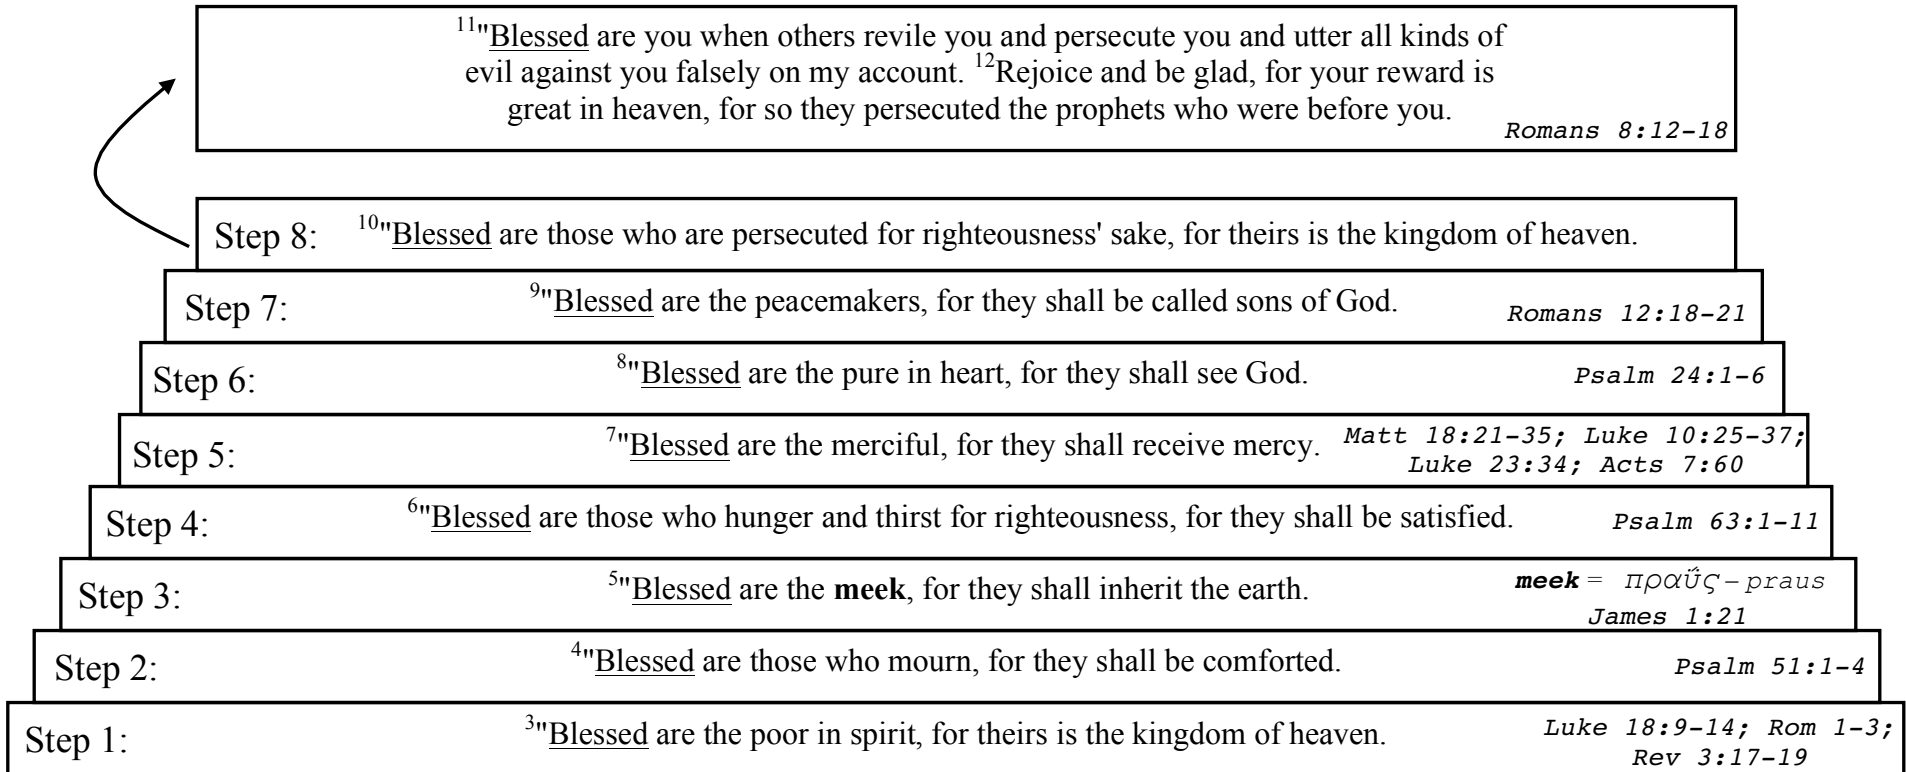 ¹¹"Blessed are you when others revile you and persecute you and utter all kinds of
evil against you falsely on my account. ¹²Rejoice and be glad, for your reward is
great in heaven, for so they persecuted the prophets who were before you.
Romans 8:12-18
Step 8: ¹⁰"Blessed are those who are persecuted for righteousness' sake, for theirs is the kingdom of heaven.
Step 7: ⁹"Blessed are the peacemakers, for they shall be called sons of God. Romans 12:18-21
Step 6: ⁸"Blessed are the pure in heart, for they shall see God. Psalm 24:1-6
Step 5: ⁷"Blessed are the merciful, for they shall receive mercy. Matt 18:21-35; Luke 10:25-37;
Luke 23:34; Acts 7:60
Step 4: ⁶"Blessed are those who hunger and thirst for righteousness, for they shall be satisfied. Psalm 63:1-11
Step 3: ⁵"Blessed are the meek, for they shall inherit the earth. meek = πραΰς – praus
James 1:21
Step 2: ⁴"Blessed are those who mourn, for they shall be comforted. Psalm 51:1-4
Step 1: ³"Blessed are the poor in spirit, for theirs is the kingdom of heaven. Luke 18:9-14; Rom 1-3;
Rev 3:17-19